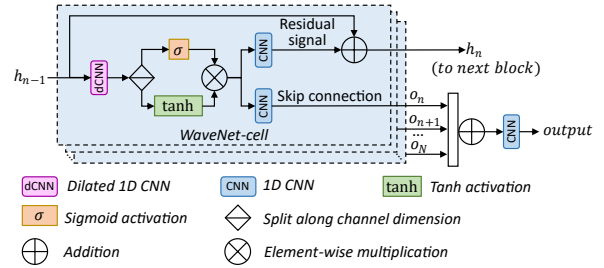 Residual signal
σ
CNN
h_{n-1}
dCNN
h_n
(to next block)
tanh
CNN
Skip connection
o_n
o_{n+1}
...
o_N
CNN
output
WaveNet-cell
dCNN Dilated 1D CNN
CNN 1D CNN
tanh Tanh activation
σ Sigmoid activation
Split along channel dimension
Addition
Element-wise multiplication